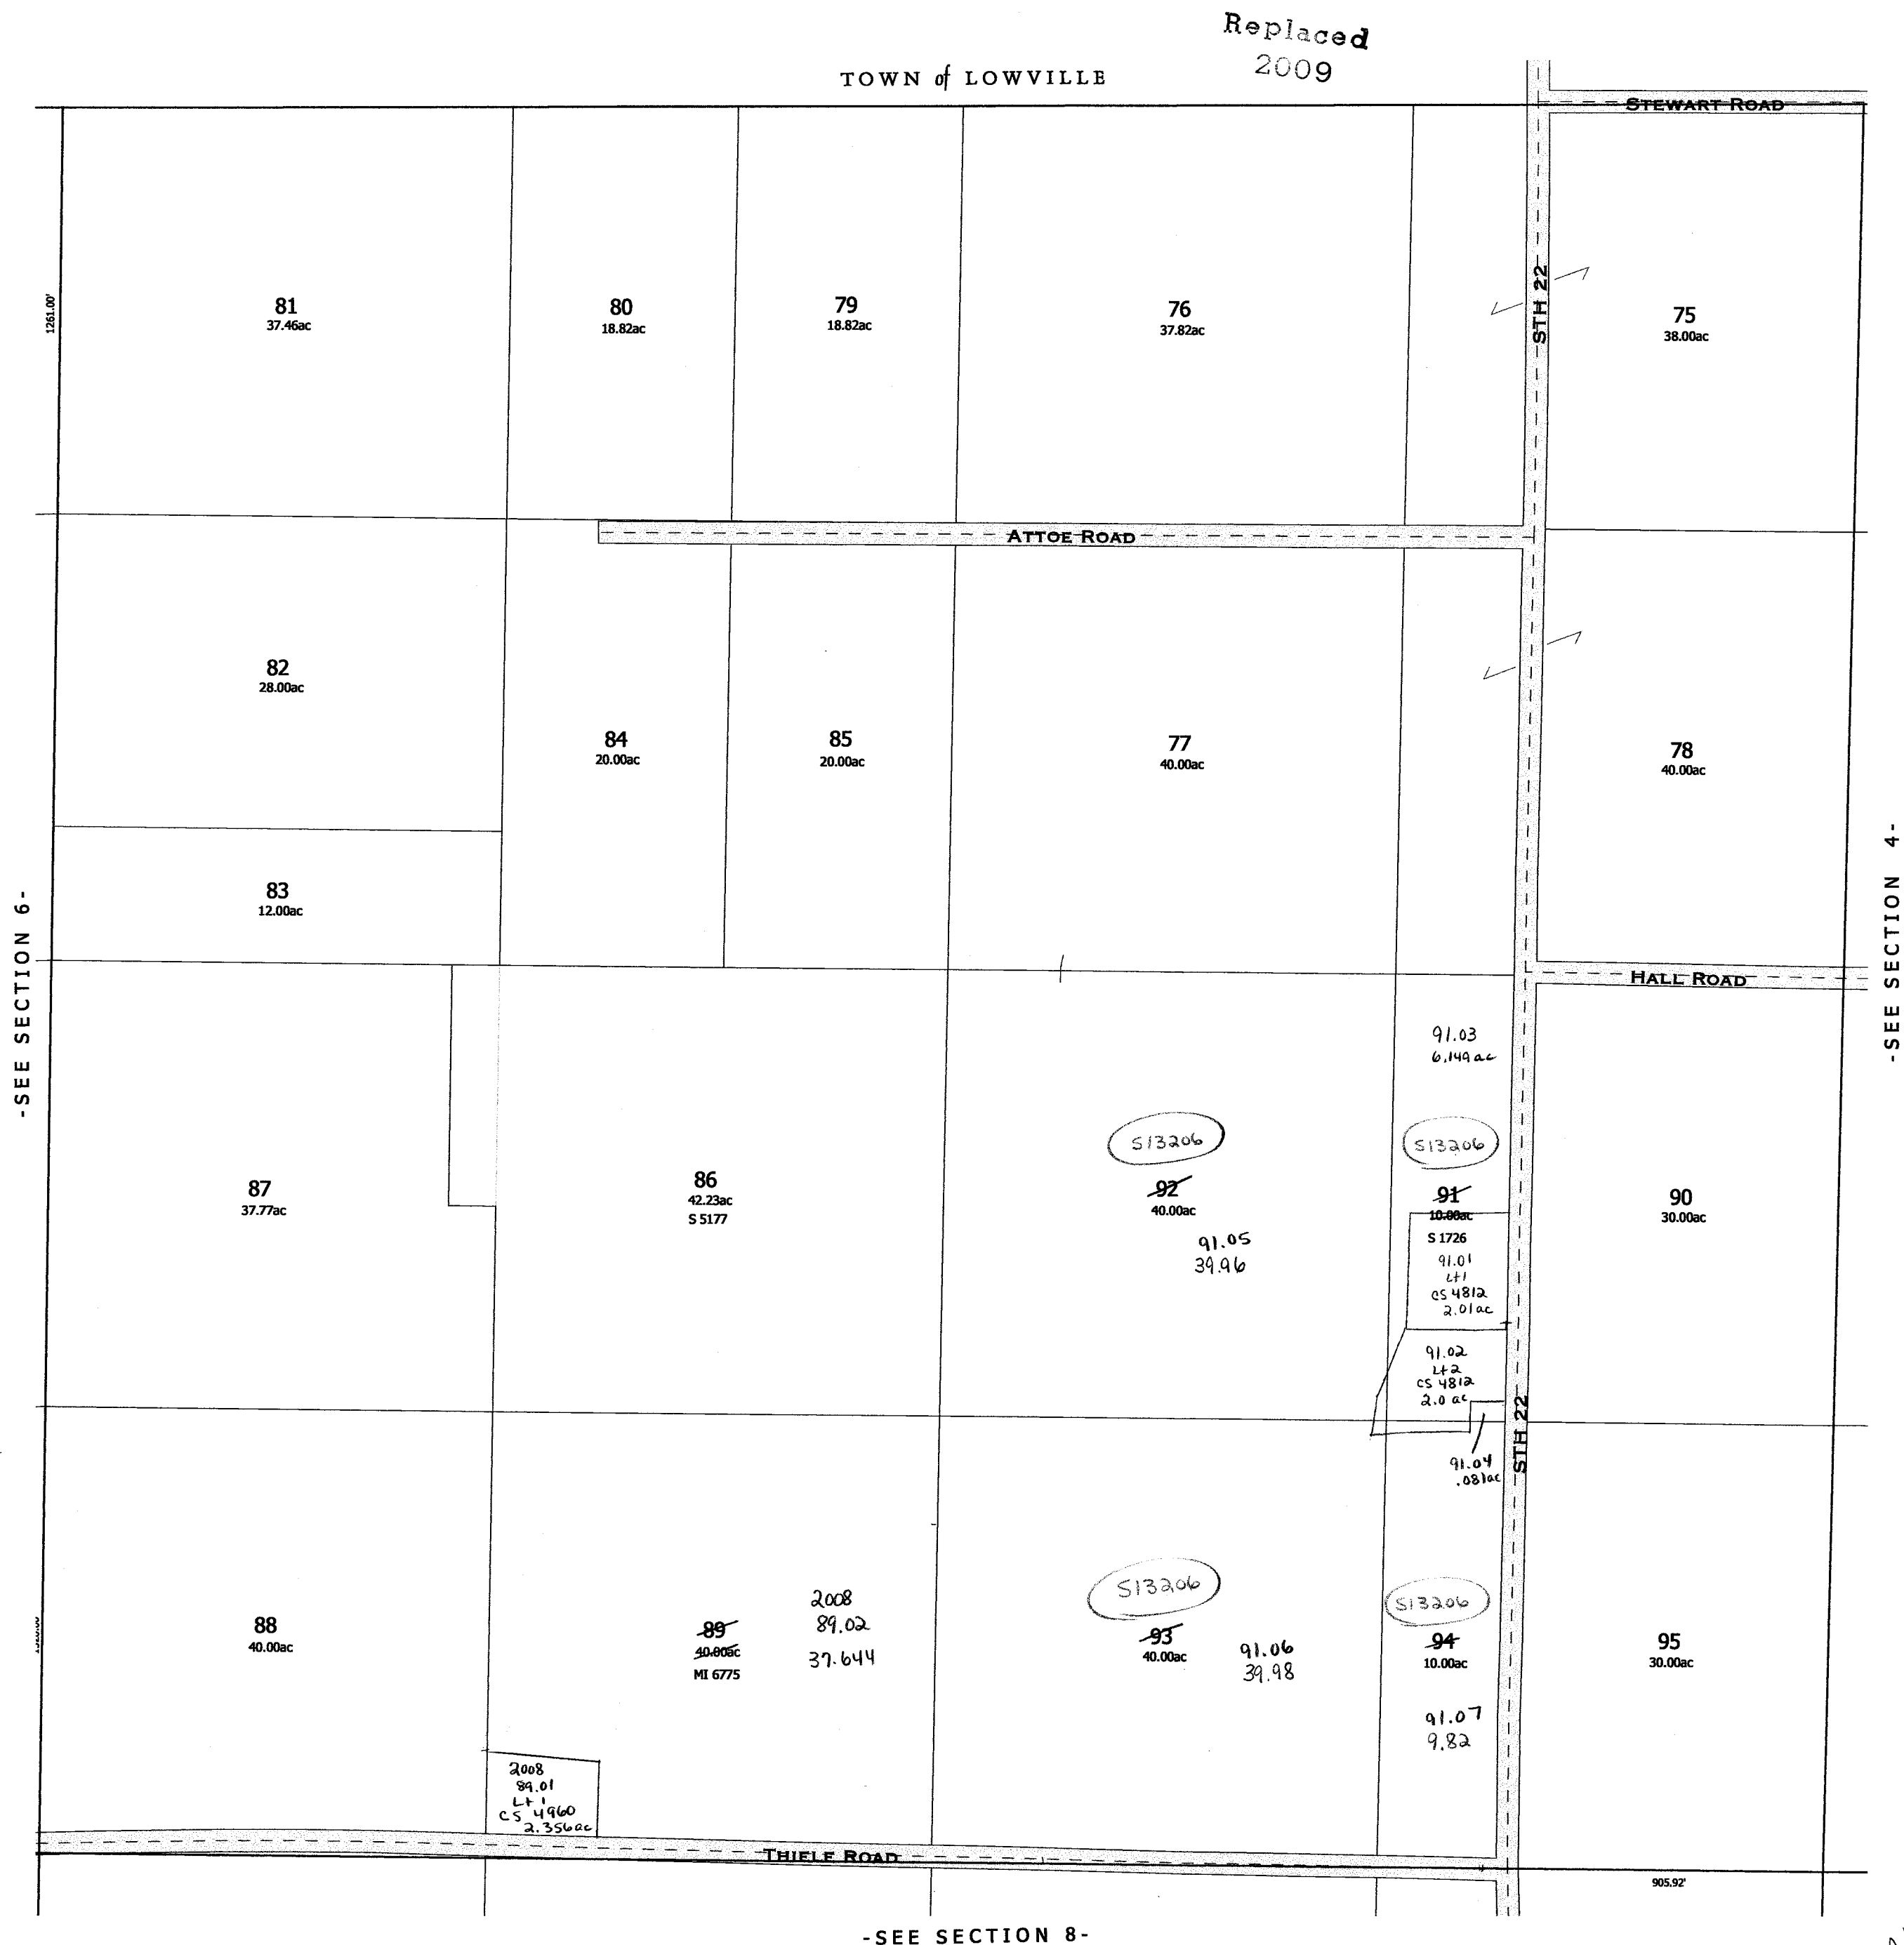 Replaced
2009
TOWN of LOWVILLE
STEWART ROAD
1261.00'
81
37.46ac
80
18.82ac
79
18.82ac
76
37.82ac
STH 22
75
38.00ac
ATTOE ROAD
82
28.00ac
84
20.00ac
85
20.00ac
77
40.00ac
78
40.00ac
83
12.00ac
-SEE SECTION 6-
-SEE SECTION 4-
HALL ROAD
91.03
6.149ac
S13206
S13206
87
37.77ac
86
42.23ac
S 5177
92
40.00ac
91.05
39.96
91
10.00ac
S 1726
91.01
Lt1
CS 4812
2.01ac
90
30.00ac
91.02
Lt2
CS 4812
2.0 ac
STH 22
91.04
.081ac
88
40.00ac
89
40.00ac
MI 6775
2008
89.02
37.644
S13206
93
40.00ac
91.06
39.98
S13206
94
10.00ac
91.07
9.82
95
30.00ac
2008
89.01
Lt 1
CS 4960
2.356ac
THIELE ROAD
905.92'
-SEE SECTION 8-